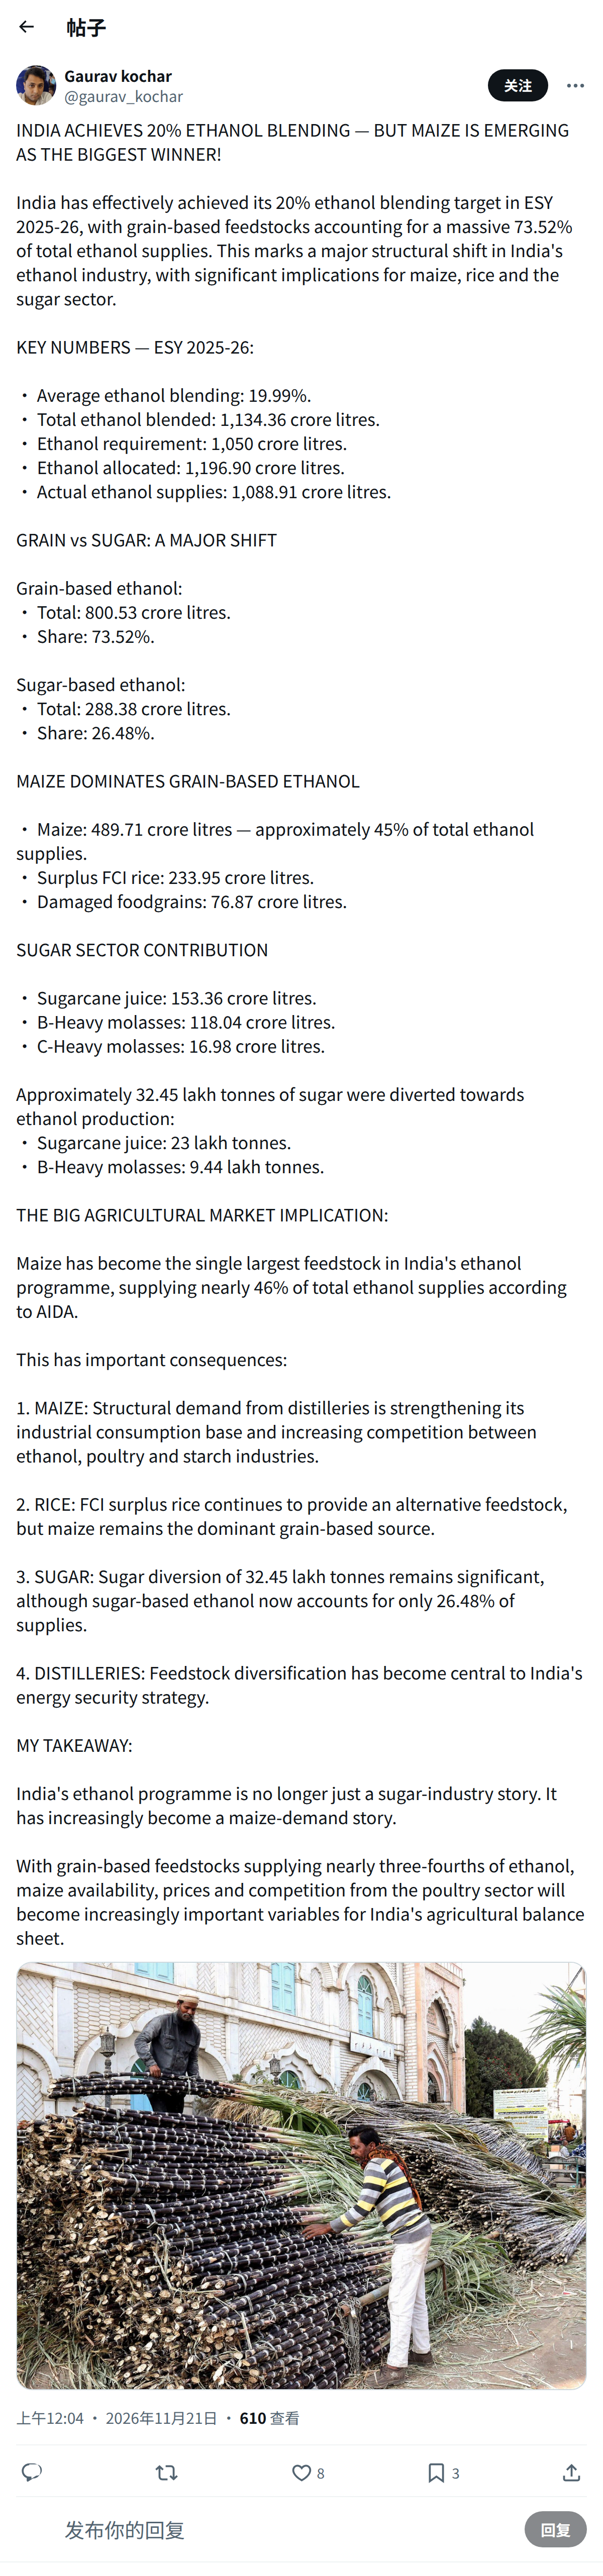 帖子
Gaurav kochar
@gaurav_kochar
关注
INDIA ACHIEVES 20% ETHANOL BLENDING — BUT MAIZE IS EMERGING
AS THE BIGGEST WINNER!
India has effectively achieved its 20% ethanol blending target in ESY
2025-26, with grain-based feedstocks accounting for a massive 73.52%
of total ethanol supplies. This marks a major structural shift in India's
ethanol industry, with significant implications for maize, rice and the
sugar sector.
KEY NUMBERS — ESY 2025-26:
• Average ethanol blending: 19.99%.
• Total ethanol blended: 1,134.36 crore litres.
• Ethanol requirement: 1,050 crore litres.
• Ethanol allocated: 1,196.90 crore litres.
• Actual ethanol supplies: 1,088.91 crore litres.
GRAIN vs SUGAR: A MAJOR SHIFT
Grain-based ethanol:
• Total: 800.53 crore litres.
• Share: 73.52%.
Sugar-based ethanol:
• Total: 288.38 crore litres.
• Share: 26.48%.
MAIZE DOMINATES GRAIN-BASED ETHANOL
• Maize: 489.71 crore litres — approximately 45% of total ethanol
supplies.
• Surplus FCI rice: 233.95 crore litres.
• Damaged foodgrains: 76.87 crore litres.
SUGAR SECTOR CONTRIBUTION
• Sugarcane juice: 153.36 crore litres.
• B-Heavy molasses: 118.04 crore litres.
• C-Heavy molasses: 16.98 crore litres.
Approximately 32.45 lakh tonnes of sugar were diverted towards
ethanol production:
• Sugarcane juice: 23 lakh tonnes.
• B-Heavy molasses: 9.44 lakh tonnes.
THE BIG AGRICULTURAL MARKET IMPLICATION:
Maize has become the single largest feedstock in India's ethanol
programme, supplying nearly 46% of total ethanol supplies according
to AIDA.
This has important consequences:
1. MAIZE: Structural demand from distilleries is strengthening its
industrial consumption base and increasing competition between
ethanol, poultry and starch industries.
2. RICE: FCI surplus rice continues to provide an alternative feedstock,
but maize remains the dominant grain-based source.
3. SUGAR: Sugar diversion of 32.45 lakh tonnes remains significant,
although sugar-based ethanol now accounts for only 26.48% of
supplies.
4. DISTILLERIES: Feedstock diversification has become central to India's
energy security strategy.
MY TAKEAWAY:
India's ethanol programme is no longer just a sugar-industry story. It
has increasingly become a maize-demand story.
With grain-based feedstocks supplying nearly three-fourths of ethanol,
maize availability, prices and competition from the poultry sector will
become increasingly important variables for India's agricultural balance
sheet.
上午12:04 · 2026年11月21日 · 610 查看
8
3
发布你的回复
回复